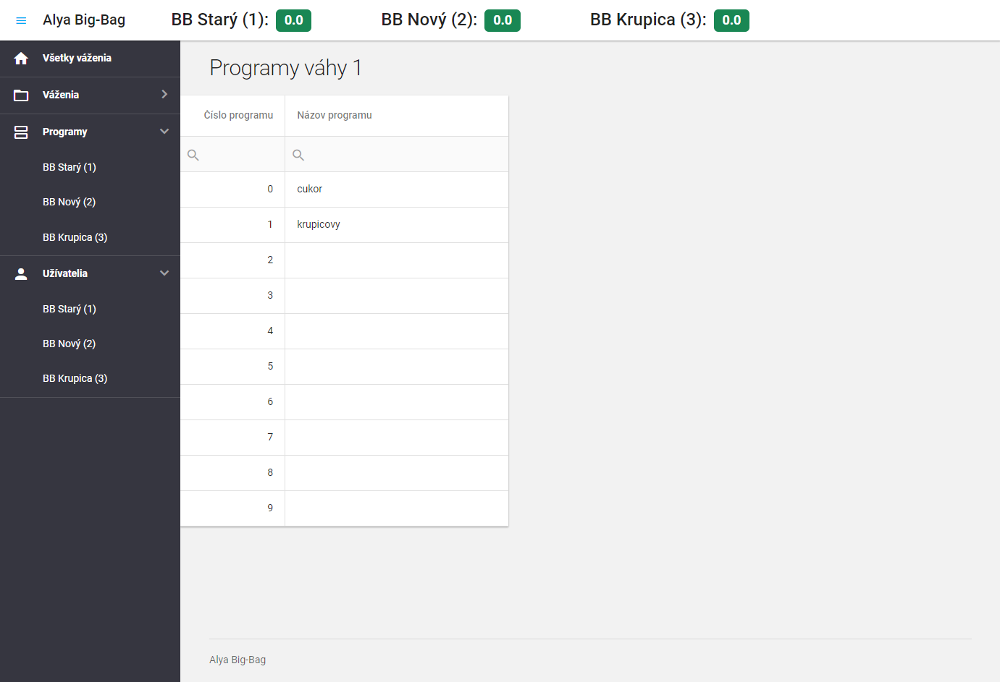 Alya Big-Bag
BB Starý (1): 0.0
BB Nový (2): 0.0
BB Krupica (3): 0.0
Všetky váženia
Váženia
Programy
BB Starý (1)
BB Nový (2)
BB Krupica (3)
Užívatelia
BB Starý (1)
BB Nový (2)
BB Krupica (3)
Programy váhy 1
Číslo programu Názov programu
0 cukor
1 krupicovy
2
3
4
5
6
7
8
9
Alya Big-Bag